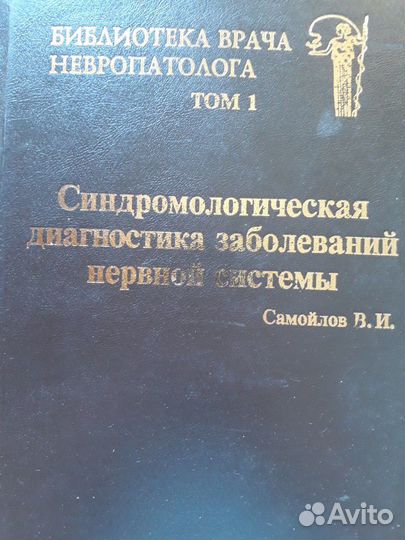 БИБЛИОТЕКА ВРАЧА
НЕВРОПАТОЛОГА
ТОМ 1
Синдромологическая
диагностика заболеваний
нервной системы
Самойлов В.И.
Avito